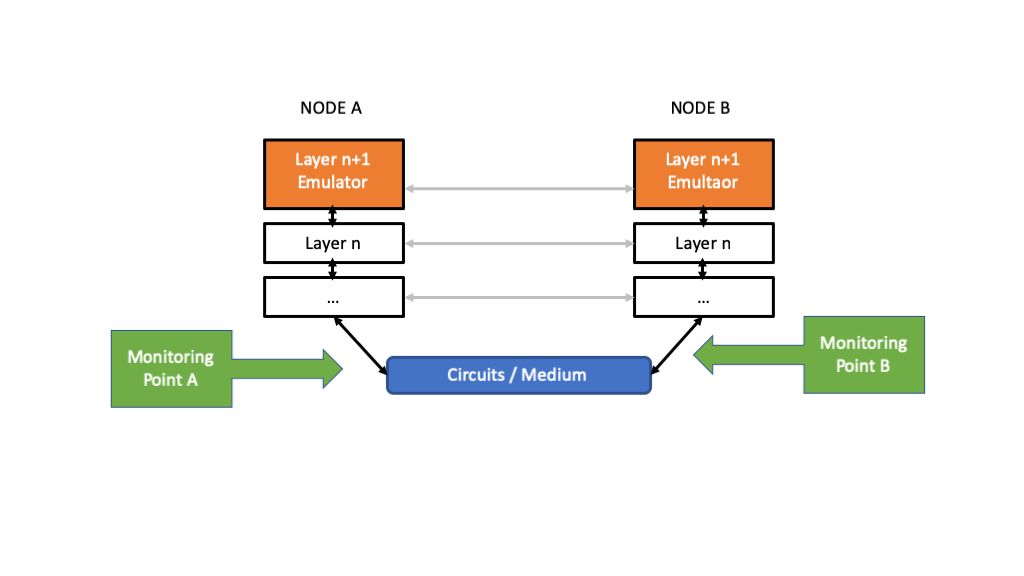 NODE A
NODE B
Layer n+1
Emulator
Layer n+1
Emultaor
Layer n
Layer n
...
...
Monitoring
Point A
Circuits / Medium
Monitoring
Point B